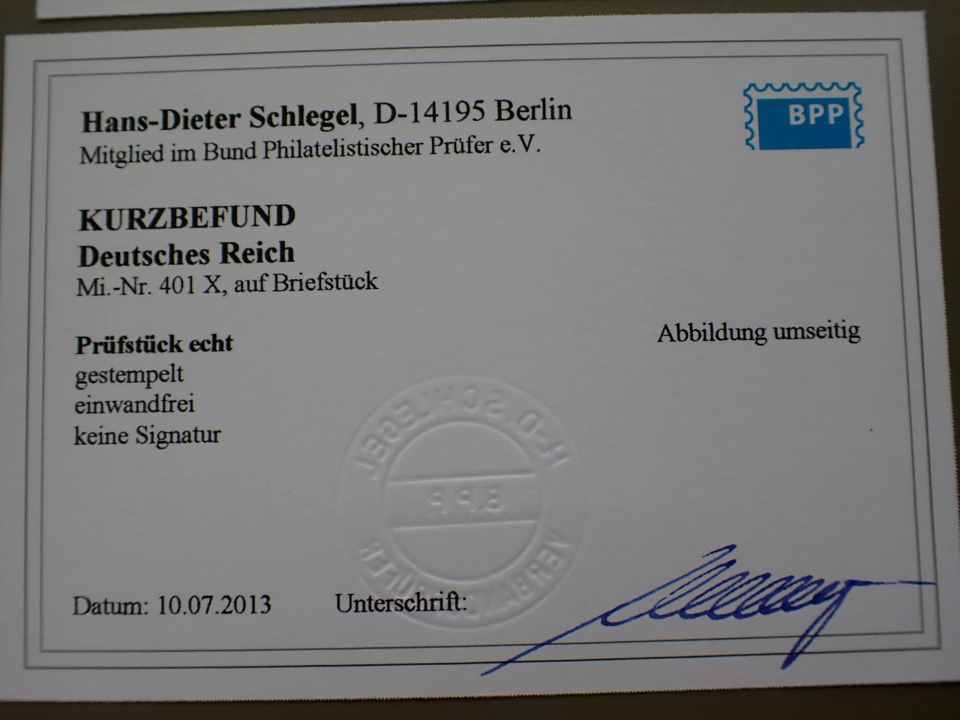 Hans-Dieter Schlegel, D-14195 Berlin
BPP
Mitglied im Bund Philatelistischer Prüfer e.V.
KURZBEFUND
Deutsches Reich
Mi.-Nr. 401 X, auf Briefstück
Abbildung umseitig
Prüfstück echt
gestempelt
einwandfrei
keine Signatur
H.-D. SCHLEGEL
B.P.P.
Datum: 10.07.2013
Unterschrift: